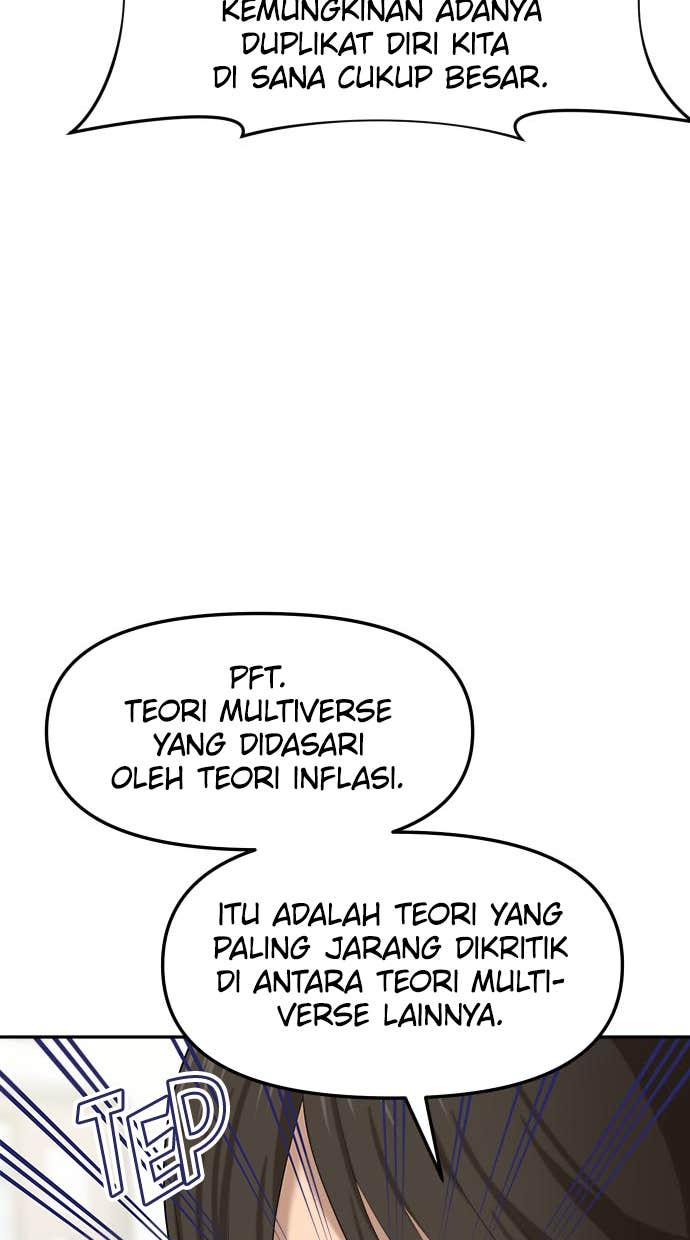 KEMUNGKINAN ADANYA
DUPLIKAT DIRI KITA
DI SANA CUKUP BESAR.
PFT.
TEORI MULTIVERSE
YANG DIDASARI
OLEH TEORI INFLASI.
ITU ADALAH TEORI YANG
PALING JARANG DIKRITIK
DI ANTARA TEORI MULTI-
VERSE LAINNYA.
TEP